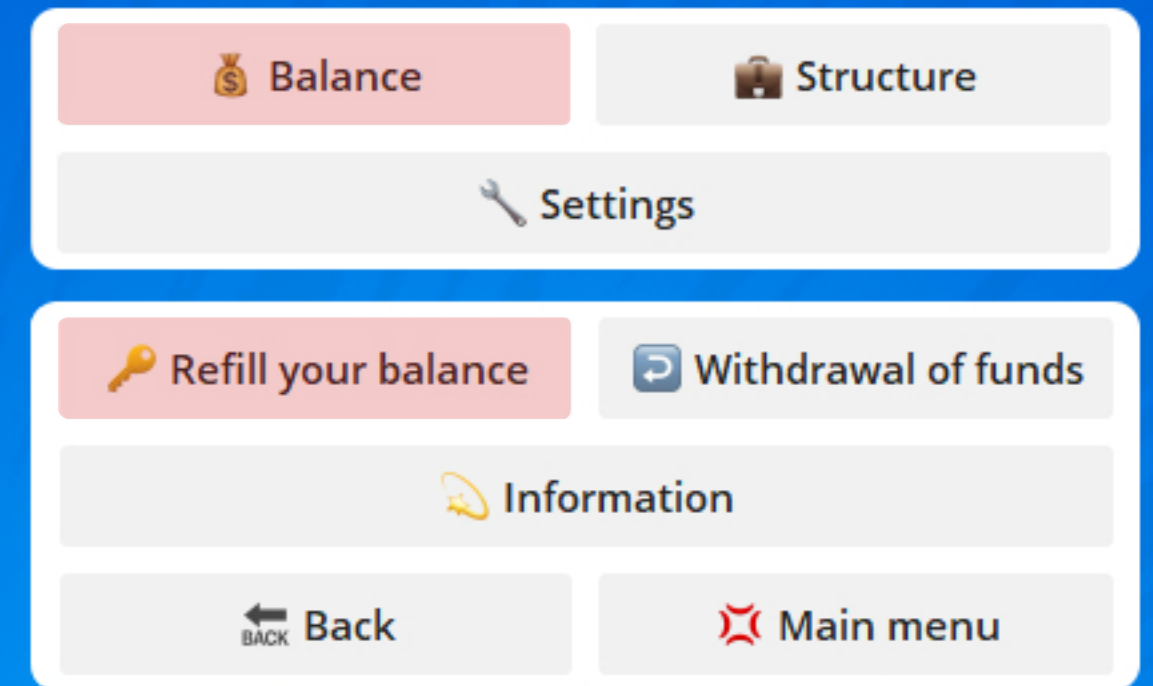 Balance
Structure
Settings
Refill your balance
Withdrawal of funds
Information
BACK Back
Main menu